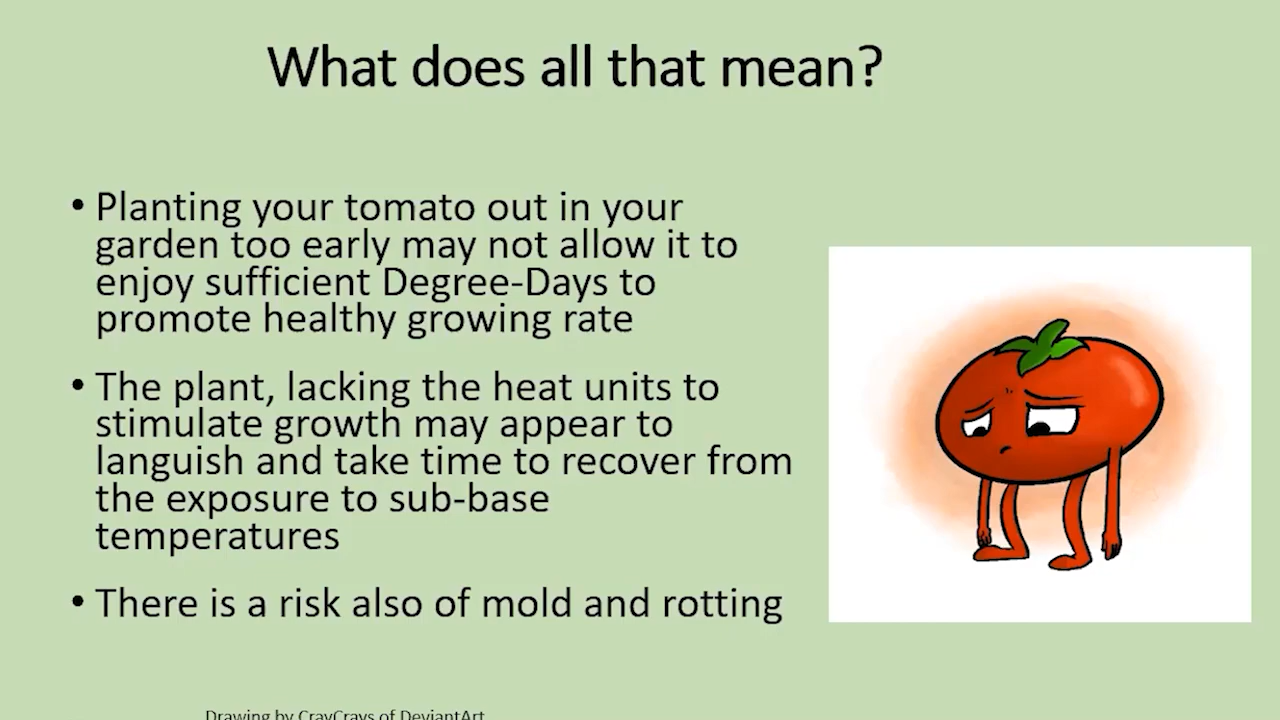 What does all that mean?
• Planting your tomato out in your
garden too early may not allow it to
enjoy sufficient Degree-Days to
promote healthy growing rate
• The plant, lacking the heat units to
stimulate growth may appear to
languish and take time to recover from
the exposure to sub-base
temperatures
• There is a risk also of mold and rotting
Drawing by CrayCrays of DeviantArt